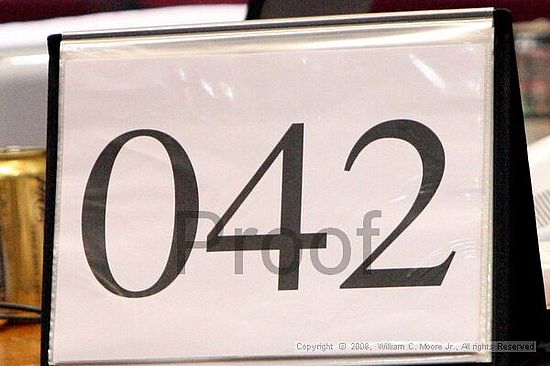 042
Proof
Copyright © 2008, William C. Moore Jr., All rights Reserved